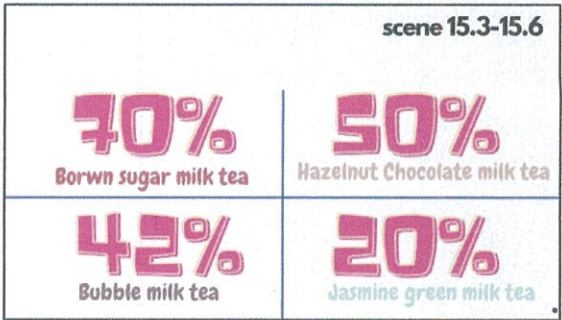 scene 15.3-15.6
70%
Borwn sugar milk tea
50%
Hazelnut Chocolate milk tea
42%
Bubble milk tea
20%
Jasmine green milk tea